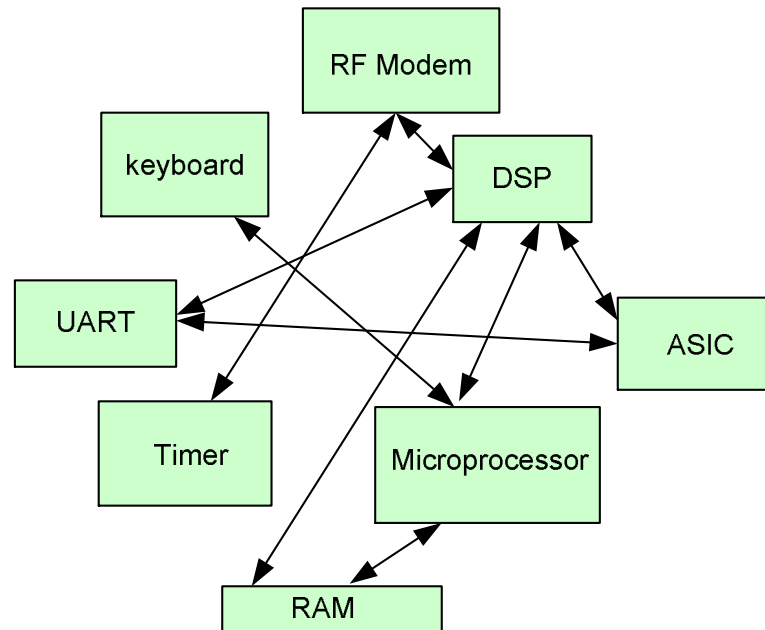 RF Modem
keyboard
DSP
UART
ASIC
Timer
Microprocessor
RAM